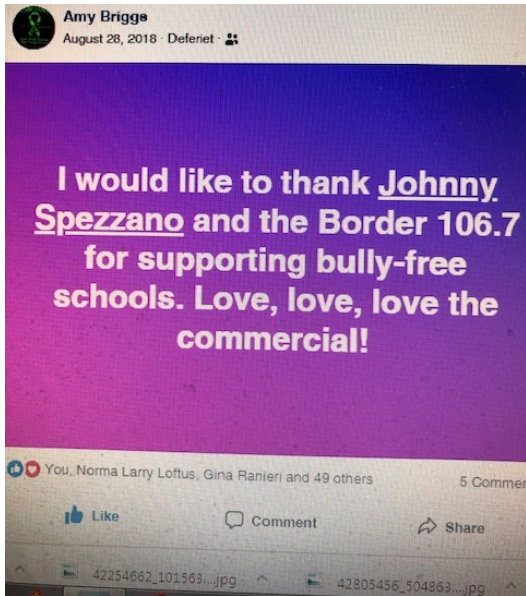 Amy Briggs
August 28, 2018 · Deferiet ·
I would like to thank Johnny
Spezzano and the Border 106.7
for supporting bully-free
schools. Love, love, love the
commercial!
You, Norma Larry Loftus, Gina Ranieri and 49 others
5 Commen
Like
Comment
Share
42254662_101563....jpg
42805456_504863....jpg